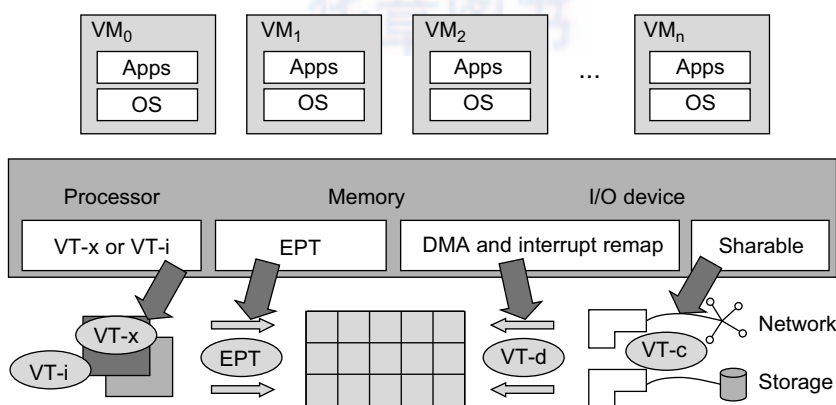 VM0
VM1
VM2
VMn
Apps
Apps
Apps
...
Apps
OS
OS
OS
OS
Processor
Memory
I/O device
VT-x or VT-i
EPT
DMA and interrupt remap
Sharable
VT-x
VT-i
EPT
VT-d
VT-c
Network
Storage